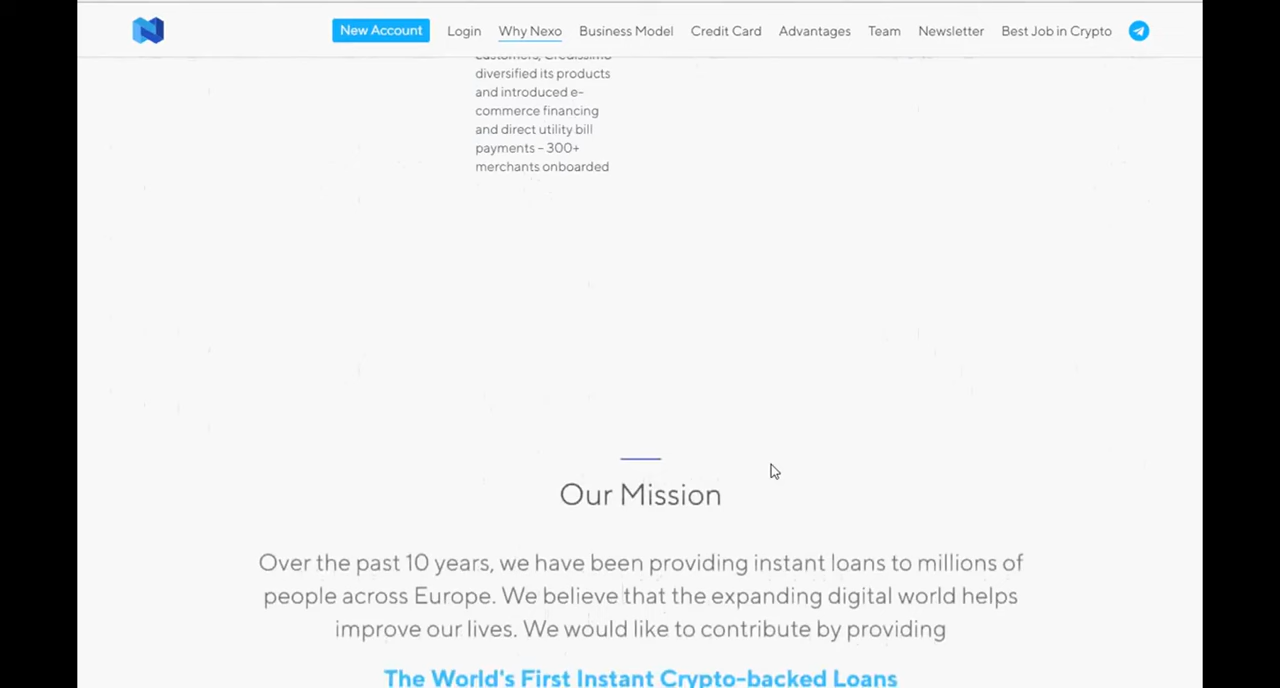 New Account Login Why Nexo Business Model Credit Card Advantages Team Newsletter Best Job in Crypto
customers, Credissimo
diversified its products
and introduced e-
commerce financing
and direct utility bill
payments – 300+
merchants onboarded
Our Mission
Over the past 10 years, we have been providing instant loans to millions of
people across Europe. We believe that the expanding digital world helps
improve our lives. We would like to contribute by providing
The World's First Instant Crypto-backed Loans